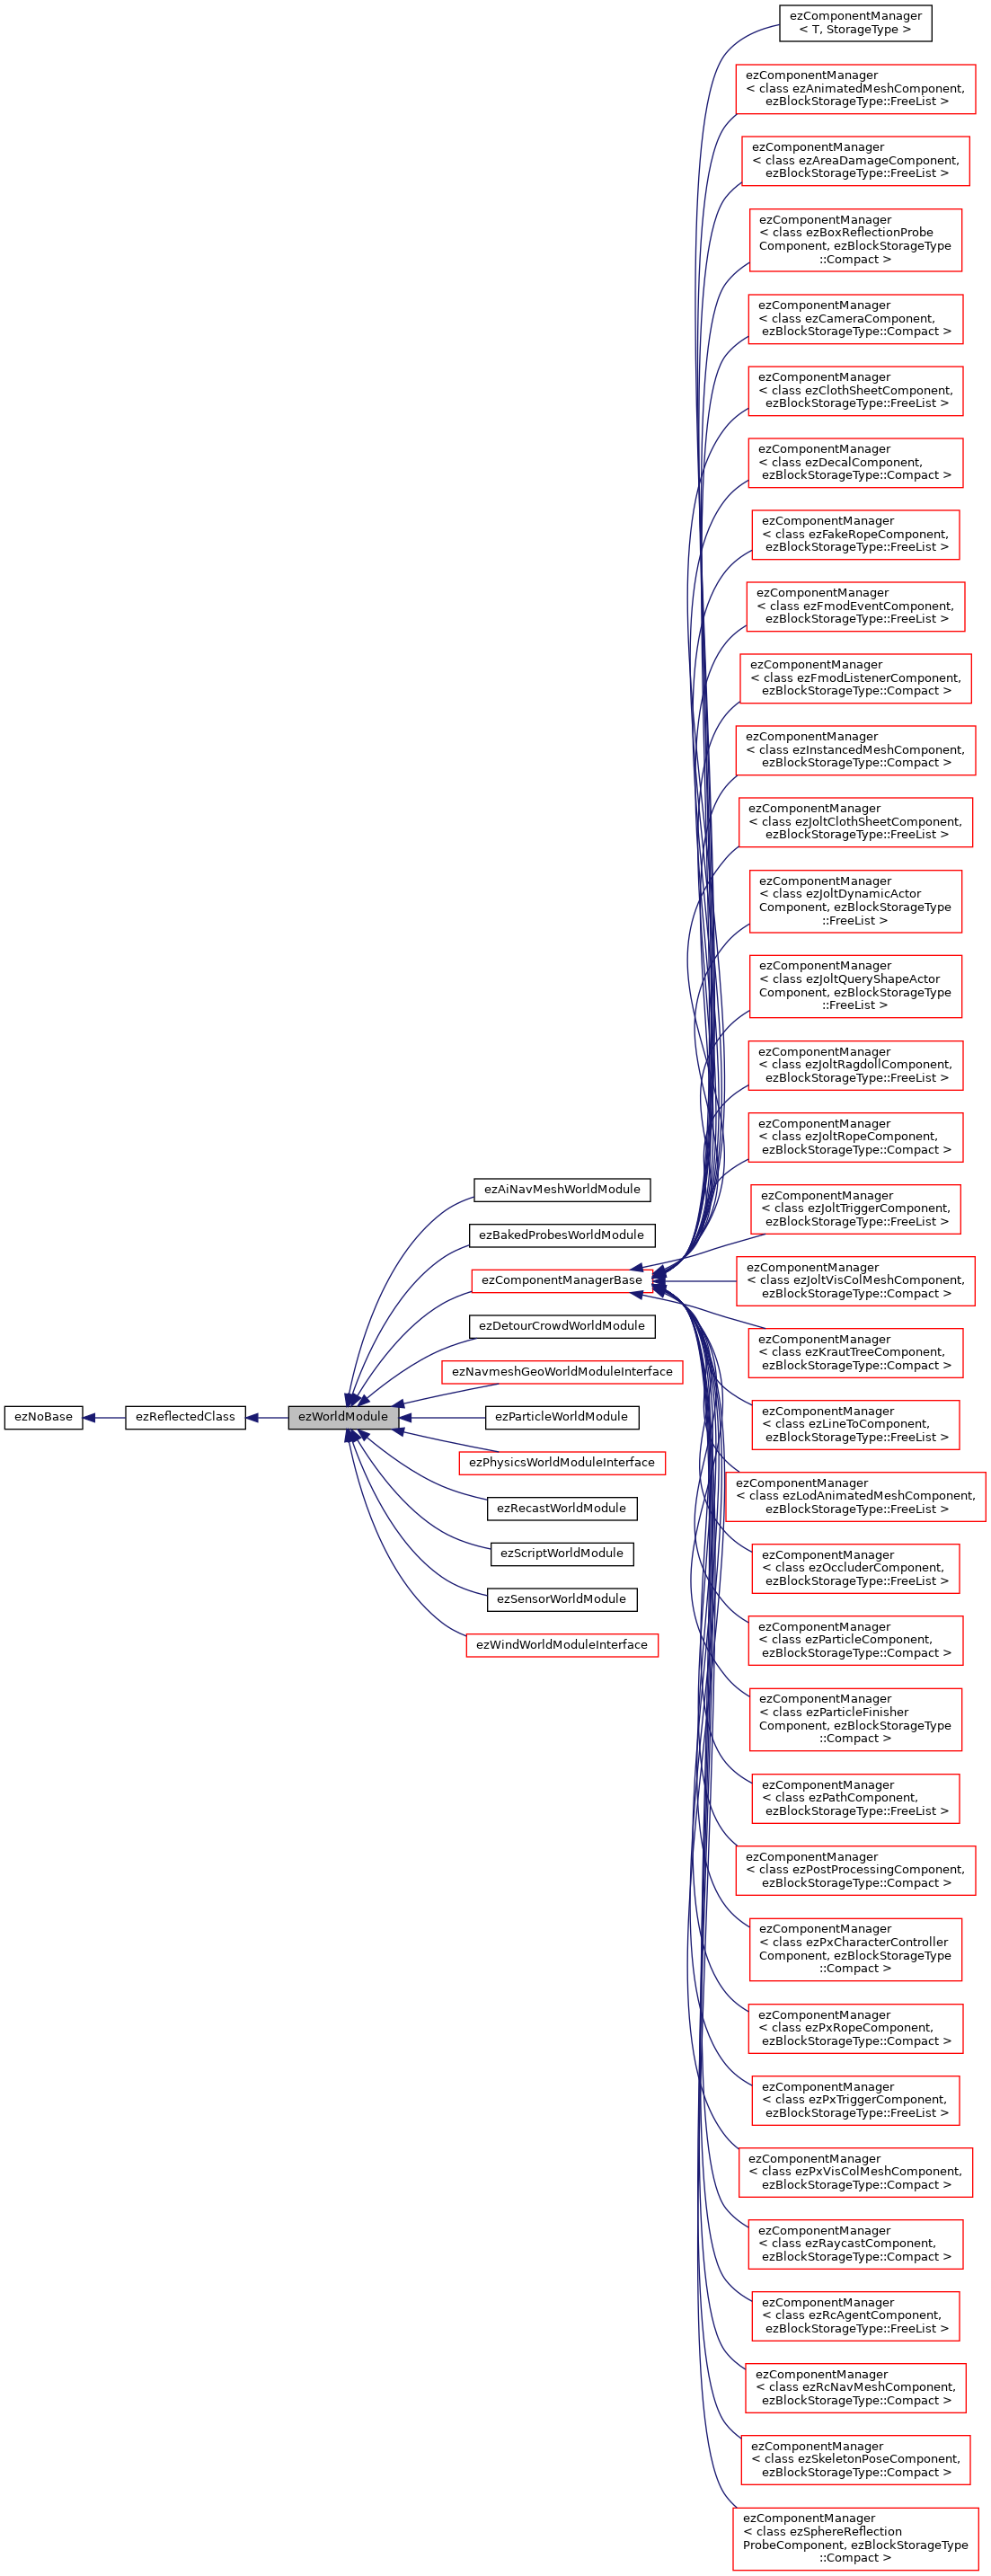 ezNoBase
ezReflectedClass
ezWorldModule
ezAiNavMeshWorldModule
ezBakedProbesWorldModule
ezComponentManagerBase
ezDetourCrowdWorldModule
ezNavmeshGeoWorldModuleInterface
ezParticleWorldModule
ezPhysicsWorldModuleInterface
ezRecastWorldModule
ezScriptWorldModule
ezSensorWorldModule
ezWindWorldModuleInterface
ezComponentManager
< T, StorageType >
ezComponentManager
< class ezAnimatedMeshComponent,
ezBlockStorageType::FreeList >
ezComponentManager
< class ezAreaDamageComponent,
ezBlockStorageType::FreeList >
ezComponentManager
< class ezBoxReflectionProbe
Component, ezBlockStorageType
::Compact >
ezComponentManager
< class ezCameraComponent,
ezBlockStorageType::Compact >
ezComponentManager
< class ezClothSheetComponent,
ezBlockStorageType::FreeList >
ezComponentManager
< class ezDecalComponent,
ezBlockStorageType::Compact >
ezComponentManager
< class ezFakeRopeComponent,
ezBlockStorageType::FreeList >
ezComponentManager
< class ezFmodEventComponent,
ezBlockStorageType::FreeList >
ezComponentManager
< class ezFmodListenerComponent,
ezBlockStorageType::Compact >
ezComponentManager
< class ezInstancedMeshComponent,
ezBlockStorageType::Compact >
ezComponentManager
< class ezJoltClothSheetComponent,
ezBlockStorageType::FreeList >
ezComponentManager
< class ezJoltDynamicActor
Component, ezBlockStorageType
::FreeList >
ezComponentManager
< class ezJoltQueryShapeActor
Component, ezBlockStorageType
::FreeList >
ezComponentManager
< class ezJoltRagdollComponent,
ezBlockStorageType::FreeList >
ezComponentManager
< class ezJoltRopeComponent,
ezBlockStorageType::Compact >
ezComponentManager
< class ezJoltTriggerComponent,
ezBlockStorageType::FreeList >
ezComponentManager
< class ezJoltVisColMeshComponent,
ezBlockStorageType::Compact >
ezComponentManager
< class ezKrautTreeComponent,
ezBlockStorageType::Compact >
ezComponentManager
< class ezLineToComponent,
ezBlockStorageType::FreeList >
ezComponentManager
< class ezLodAnimatedMeshComponent,
ezBlockStorageType::FreeList >
ezComponentManager
< class ezOccluderComponent,
ezBlockStorageType::FreeList >
ezComponentManager
< class ezParticleComponent,
ezBlockStorageType::Compact >
ezComponentManager
< class ezParticleFinisher
Component, ezBlockStorageType
::Compact >
ezComponentManager
< class ezPathComponent,
ezBlockStorageType::FreeList >
ezComponentManager
< class ezPostProcessingComponent,
ezBlockStorageType::Compact >
ezComponentManager
< class ezPxCharacterController
Component, ezBlockStorageType
::Compact >
ezComponentManager
< class ezPxRopeComponent,
ezBlockStorageType::Compact >
ezComponentManager
< class ezPxTriggerComponent,
ezBlockStorageType::FreeList >
ezComponentManager
< class ezPxVisColMeshComponent,
ezBlockStorageType::Compact >
ezComponentManager
< class ezRaycastComponent,
ezBlockStorageType::Compact >
ezComponentManager
< class ezRcAgentComponent,
ezBlockStorageType::FreeList >
ezComponentManager
< class ezRcNavMeshComponent,
ezBlockStorageType::Compact >
ezComponentManager
< class ezSkeletonPoseComponent,
ezBlockStorageType::Compact >
ezComponentManager
< class ezSphereReflection
ProbeComponent, ezBlockStorageType
::Compact >